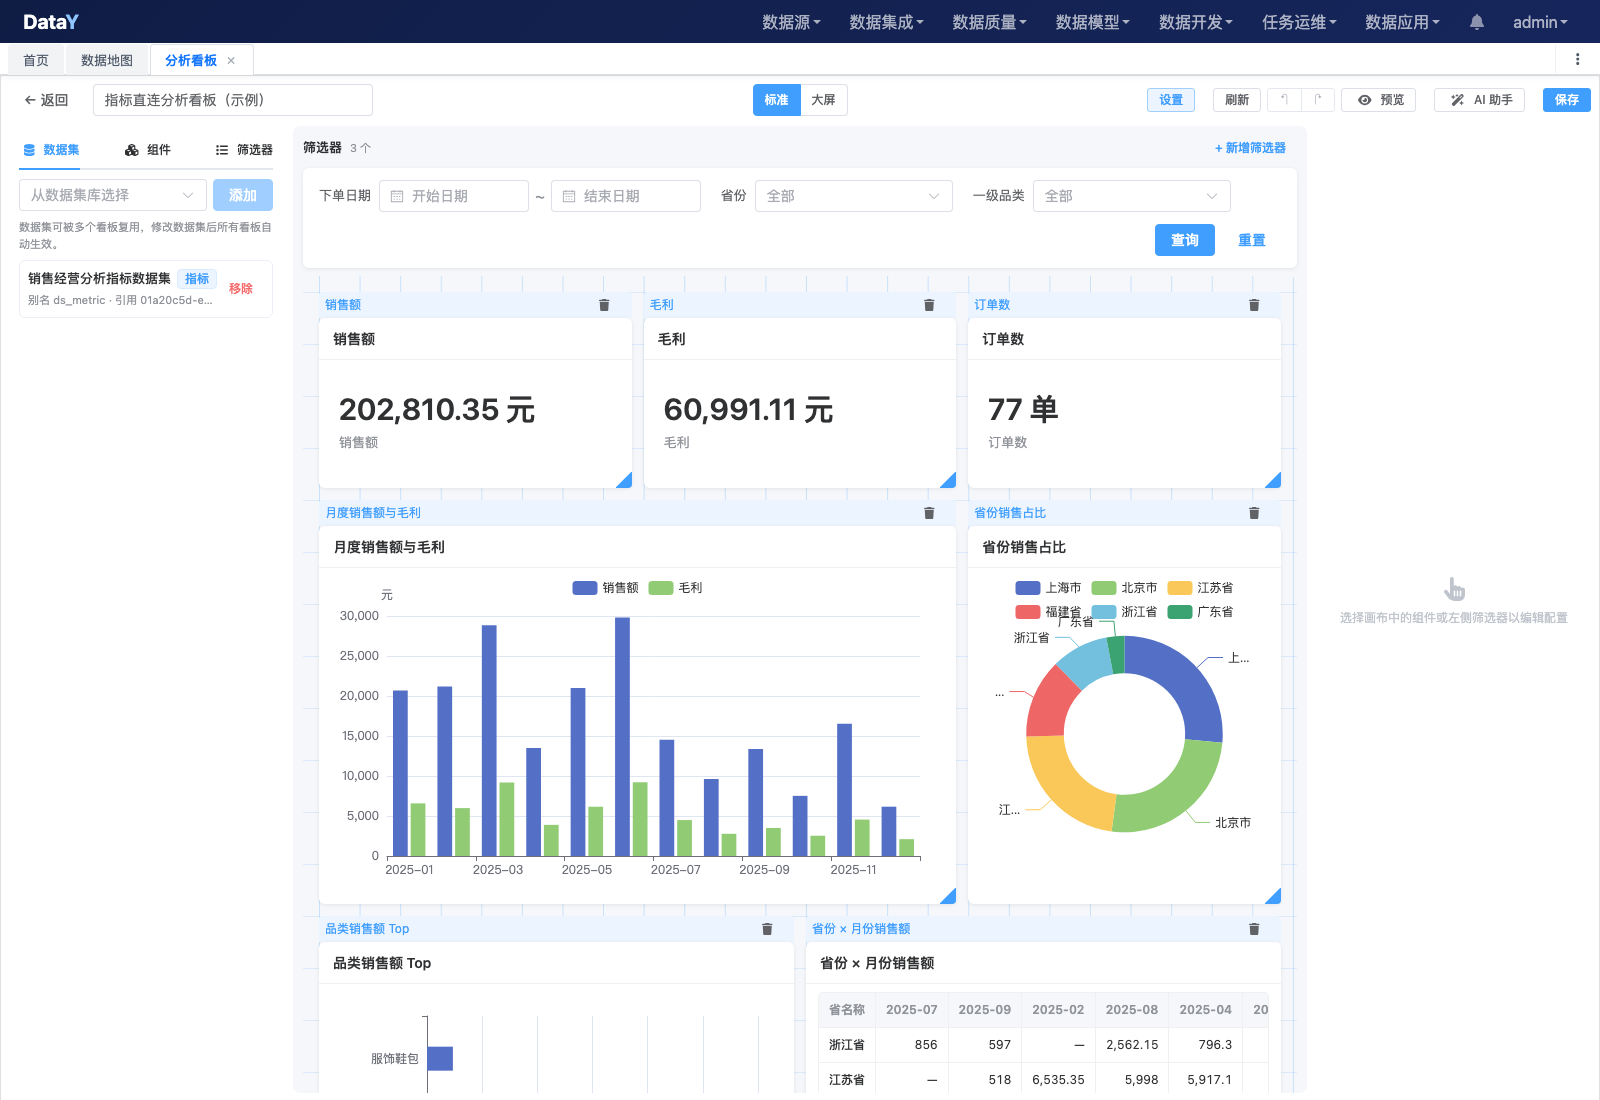 DataY
数据源
数据集成
数据质量
数据模型
数据开发
任务运维
数据应用
admin
首页
数据地图
分析看板
返回
指标直连分析看板（示例）
标准
大屏
设置
刷新
预览
AI 助手
保存
数据集
组件
筛选器
从数据集库选择
添加
数据集可被多个看板复用，修改数据集后所有看板自
动生效。
销售经营分析指标数据集
指标
别名 ds_metric · 引用 01a20c5d-e...
移除
筛选器 3 个
+ 新增筛选器
下单日期
开始日期
~
结束日期
省份
全部
一级品类
全部
查询
重置
销售额
毛利
订单数
销售额
毛利
订单数
202,810.35 元
60,991.11 元
77 单
销售额
毛利
订单数
月度销售额与毛利
省份销售占比
月度销售额与毛利
省份销售占比
元
销售额
毛利
30,000
25,000
20,000
15,000
10,000
5,000
0
2025-01
2025-03
2025-05
2025-07
2025-09
2025-11
上海市
北京市
江苏省
福建省
浙江省
广东省
广东省
浙江省
上...
...
江...
北京市
选择画布中的组件或左侧筛选器以编辑配置
品类销售额 Top
省份 × 月份销售额
品类销售额 Top
省份 × 月份销售额
服饰鞋包
省名称 2025-07 2025-09 2025-02 2025-08 2025-04 20
浙江省 856 597 — 2,562.15 796.3
江苏省 — 518 6,535.35 5,998 5,917.1